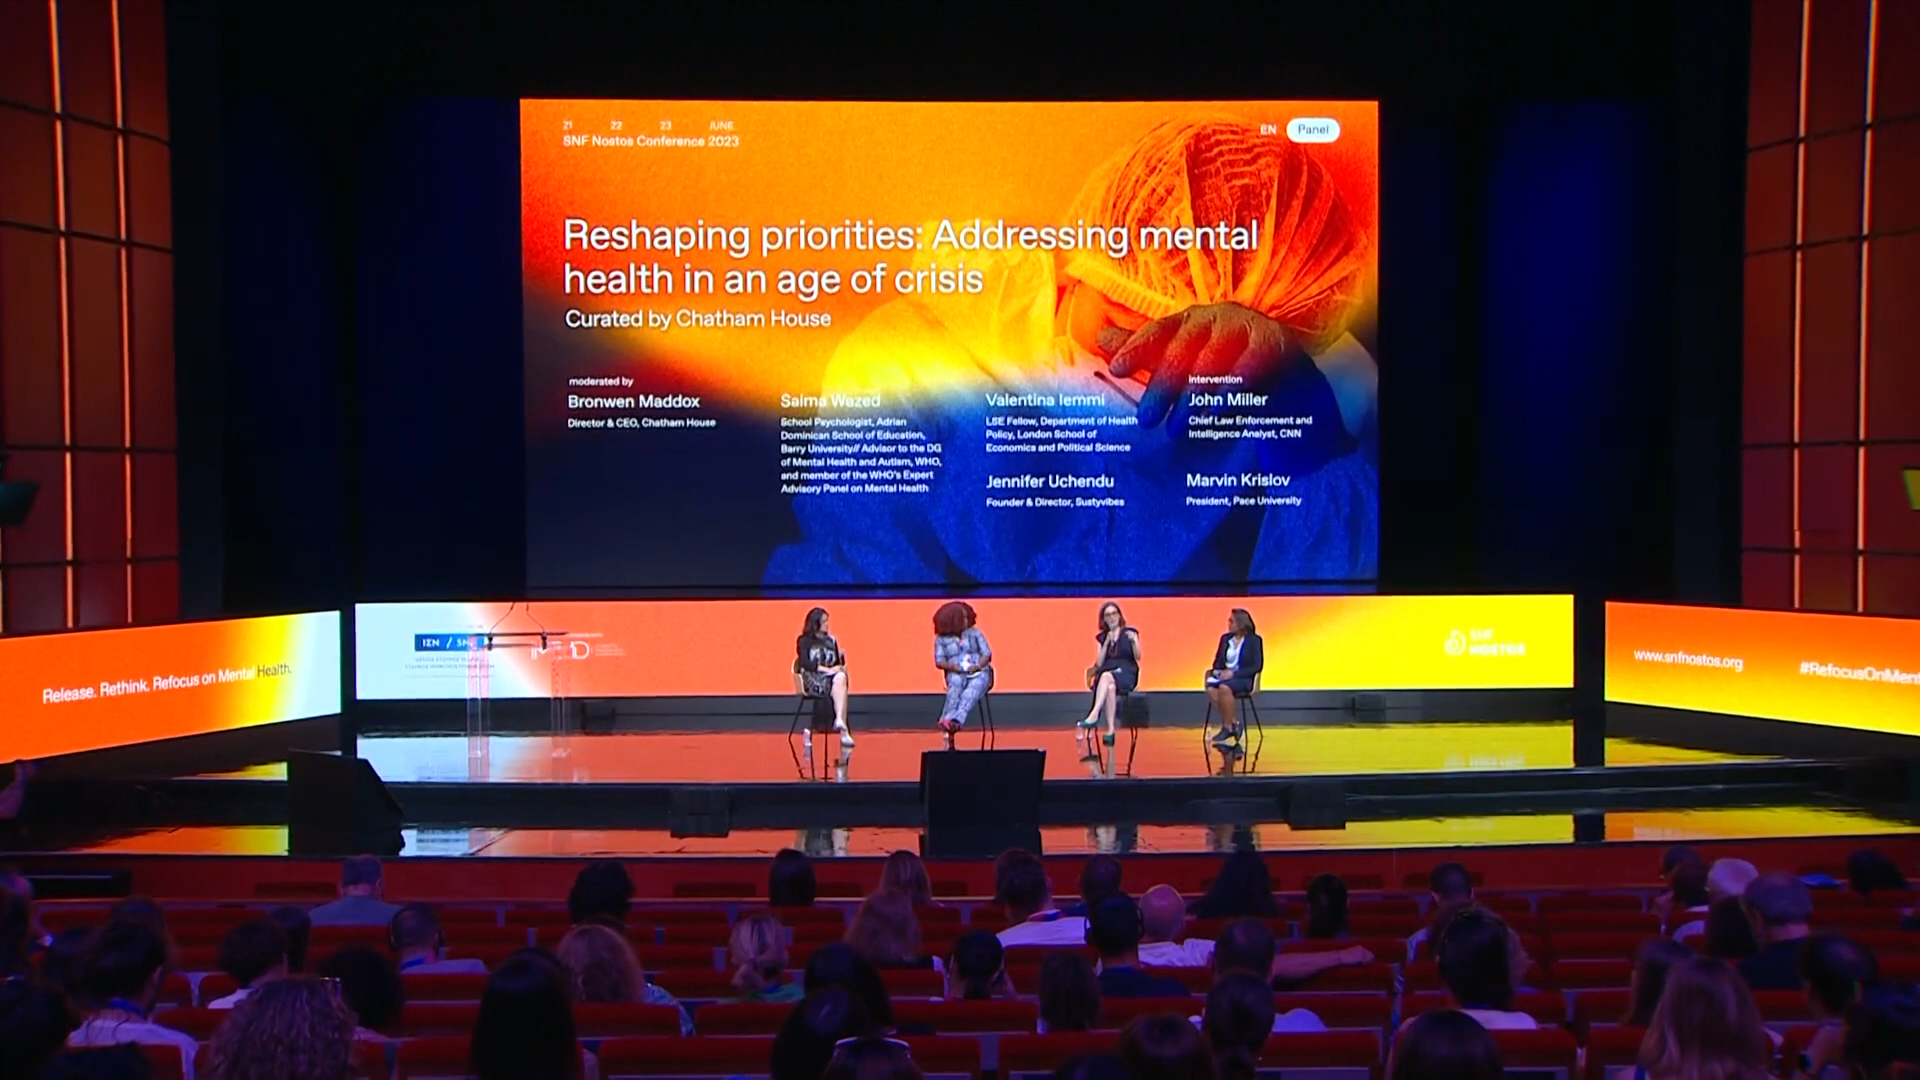 21 22 23 JUNE
SNF Nostos Conference 2023
EN Panel
Reshaping priorities: Addressing mental
health in an age of crisis
Curated by Chatham House
moderated by
Bronwen Maddox
Director & CEO, Chatham House
Saima Wazed
School Psychologist, Adrian
Dominican School of Education,
Barry University// Advisor to the DG
of Mental Health and Autism, WHO,
and member of the WHO's Expert
Advisory Panel on Mental Health
Valentina Iemmi
LSE Fellow, Department of Health
Policy, London School of
Economics and Political Science
Jennifer Uchendu
Founder & Director, Sustyvibes
intervention
John Miller
Chief Law Enforcement and
Intelligence Analyst, CNN
Marvin Krislov
President, Pace University
Release. Rethink. Refocus on Mental Health.
ΙΣΝ / SNF
SNF
NOSTOS
www.snfnostos.org
#RefocusOnMent